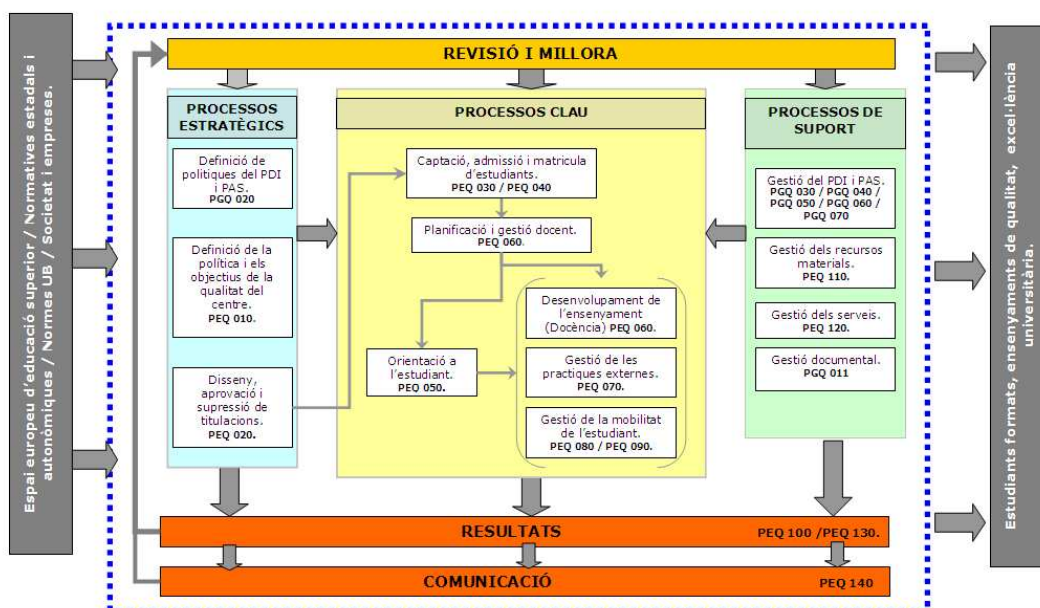 Espai europeu d'educació superior / Normatives estadals i
autonòmiques / Normes UB / Societat i empreses.
REVISIÓ I MILLORA
PROCESSOS
ESTRATÈGICS
Definició de
politiques del PDI
i PAS.
PGQ 020
Definició de la
política i els
objectius de la
qualitat del
centre.
PEQ 010.
Disseny,
aprovació i
supressió de
titulacions.
PEQ 020.
PROCESSOS CLAU
Captació, admissió i matricula
d'estudiants.
PEQ 030 / PEQ 040
Planificació i gestió docent.
PEQ 060.
Desenvolupament de
l'ensenyament
(Docència) PEQ 060.
Orientació a
l'estudiant.
PEQ 050.
Gestió de les
practiques externes.
PEQ 070.
Gestió de la mobilitat
de l'estudiant.
PEQ 080 / PEQ 090.
PROCESSOS DE
SUPORT
Gestió del PDI i PAS.
PGQ 030 / PGQ 040 /
PGQ 050 / PGQ 060 /
PGQ 070
Gestió dels recursos
materials.
PEQ 110.
Gestió dels serveis.
PEQ 120.
Gestió documental.
PGQ 011
RESULTATS
PEQ 100 /PEQ 130.
COMUNICACIÓ
PEQ 140
Estudiants formats, ensenyaments de qualitat, excel·lència
universitària.